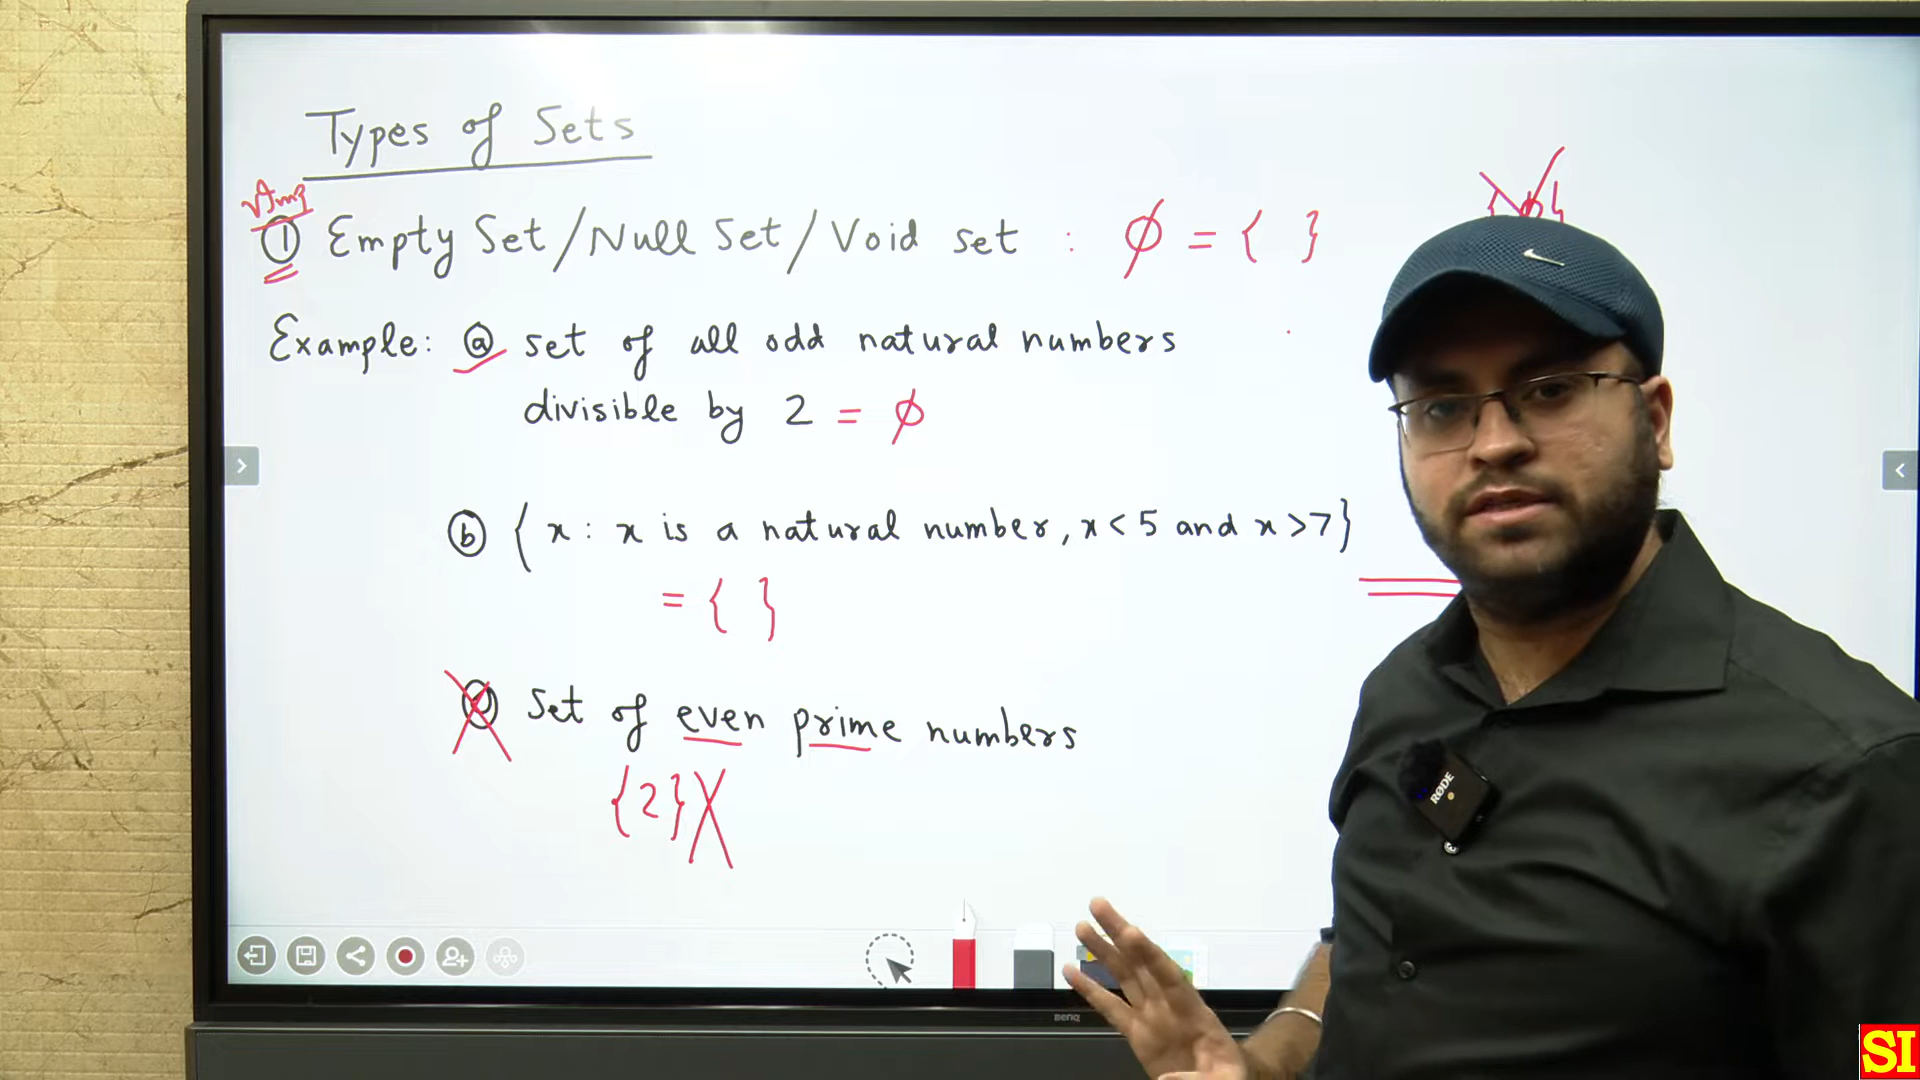 Types of Sets
① Empty Set/Null Set/Void set : ϕ = { }
Example: ⓐ set of all odd natural numbers
divisible by 2 = ϕ
ⓑ { x : x is a natural number, x < 5 and x > 7}
= { }
Set of even prime numbers
{2}
RØDE
BenQ
SI